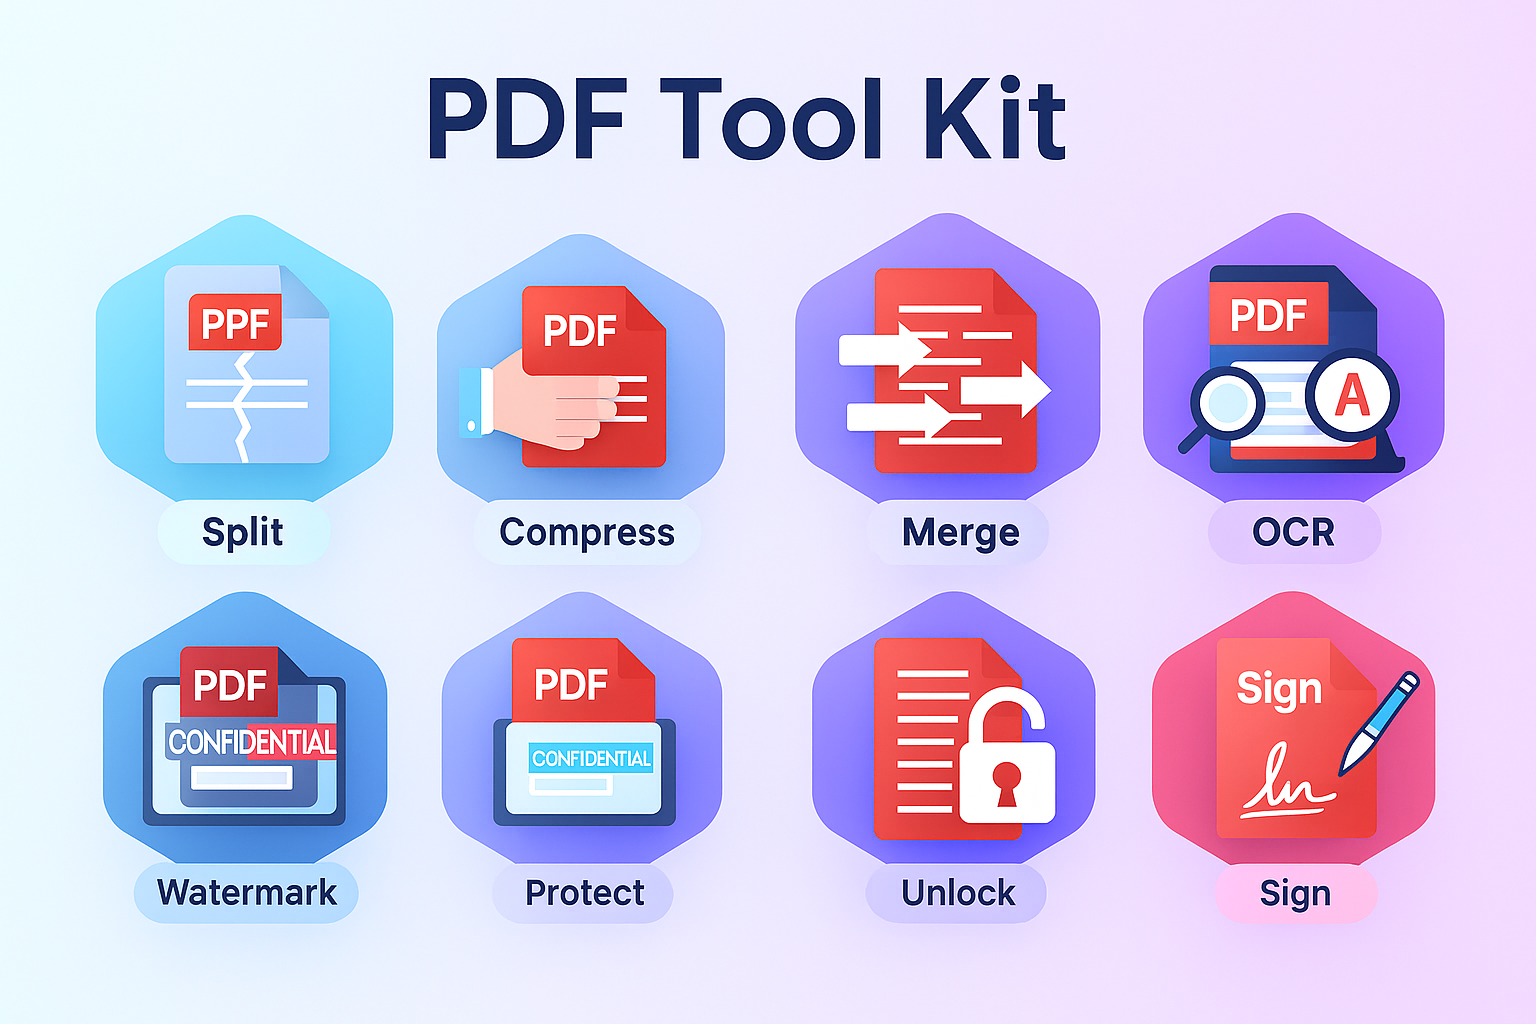 PDF Tool Kit
PPF
PDF
PDF
A
Split
Compress
Merge
OCR
PDF
CONFIDENTIAL
PDF
CONFIDENTIAL
Sign
Watermark
Protect
Unlock
Sign